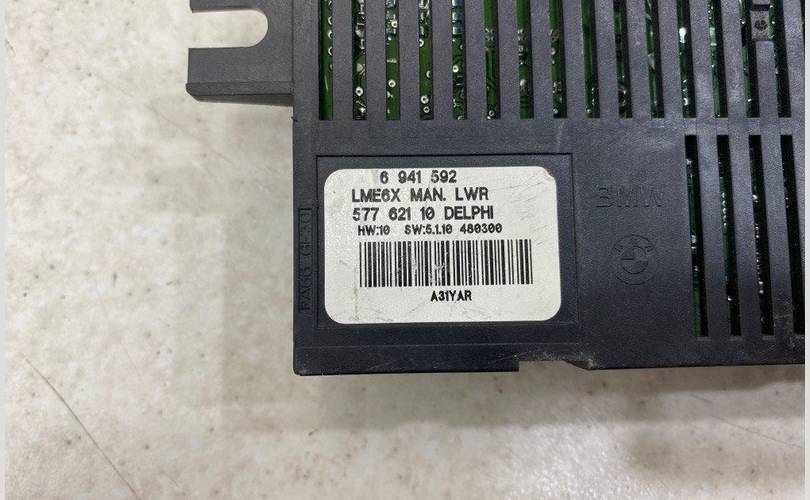 6 941 592
LME6X MAN. LWR
577 621 10 DELPHI
HW:10 SW:5.1.10 480300
A31YAR
BMW